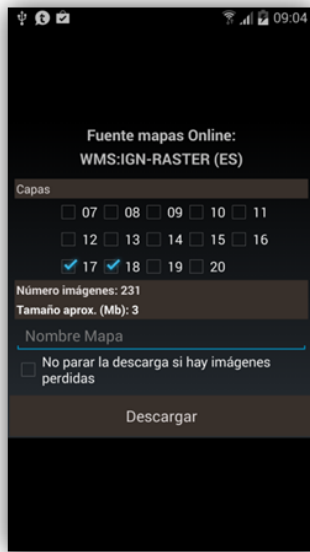 09:04
Fuente mapas Online:
WMS:IGN-RASTER (ES)
Capas
07 08 09 10 11
12 13 14 15 16
17 18 19 20
Número imágenes: 231
Tamaño aprox. (Mb): 3
Nombre Mapa
No parar la descarga si hay imágenes
perdidas
Descargar